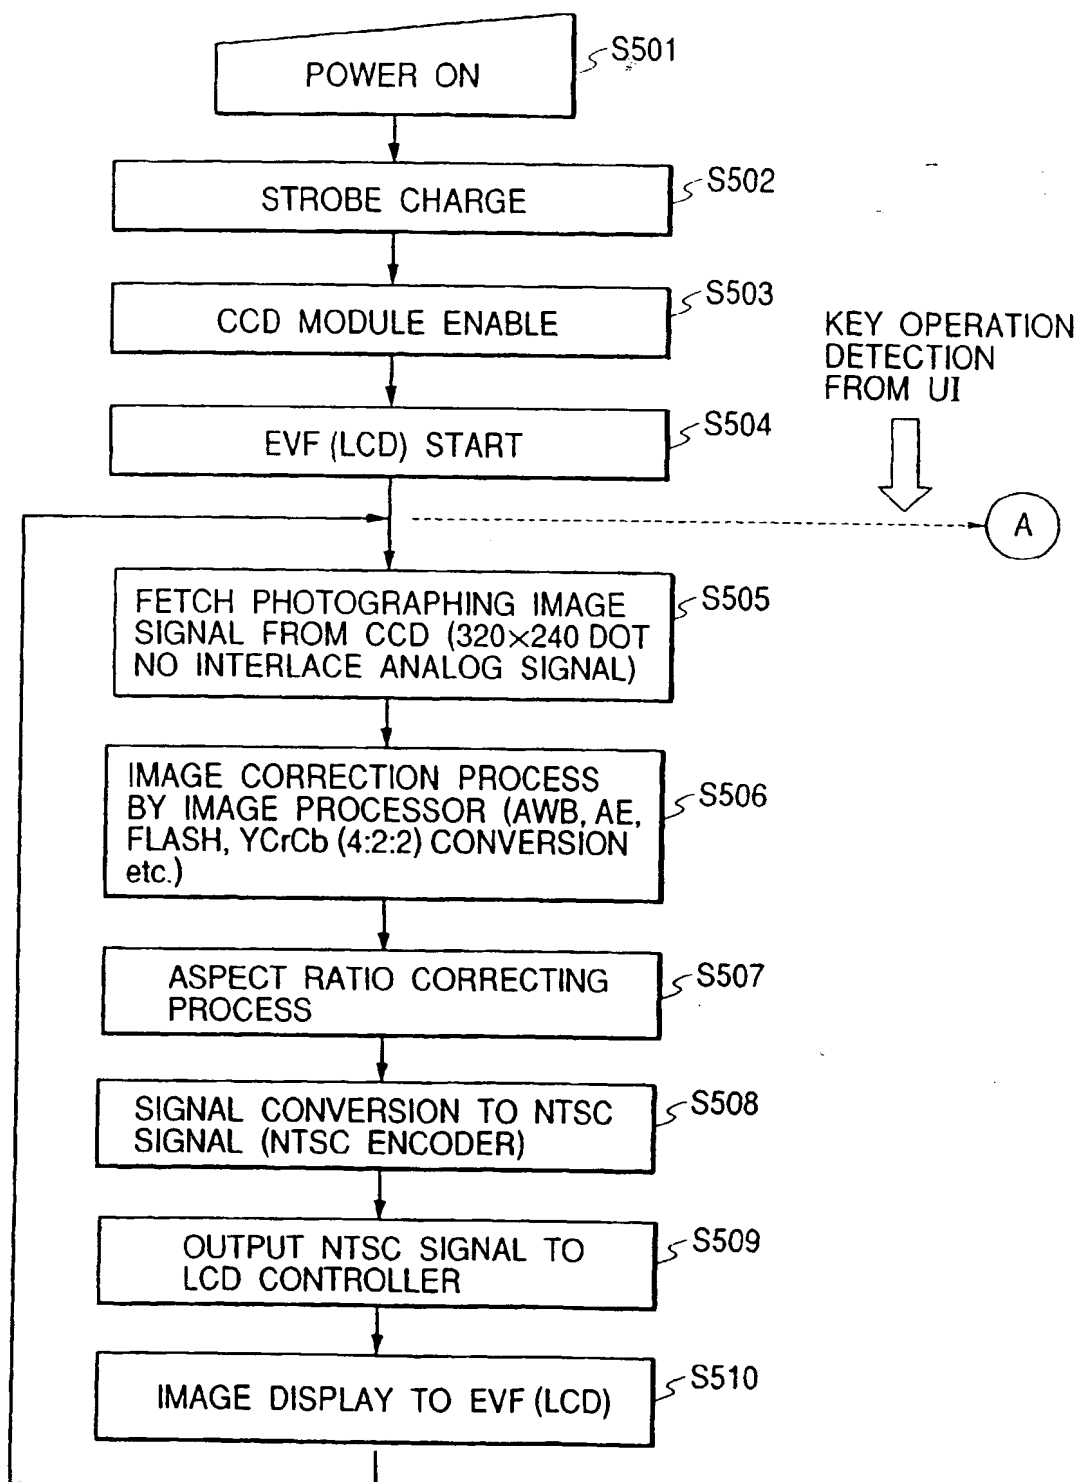 POWER ON
S501
STROBE CHARGE
S502
CCD MODULE ENABLE
S503
KEY OPERATION
DETECTION
FROM UI
EVF (LCD) START
S504
A
FETCH PHOTOGRAPHING IMAGE
SIGNAL FROM CCD (320×240 DOT
NO INTERLACE ANALOG SIGNAL)
S505
IMAGE CORRECTION PROCESS
BY IMAGE PROCESSOR (AWB, AE,
FLASH, YCrCb (4:2:2) CONVERSION
etc.)
S506
ASPECT RATIO CORRECTING
PROCESS
S507
SIGNAL CONVERSION TO NTSC
SIGNAL (NTSC ENCODER)
S508
OUTPUT NTSC SIGNAL TO
LCD CONTROLLER
S509
IMAGE DISPLAY TO EVF (LCD)
S510